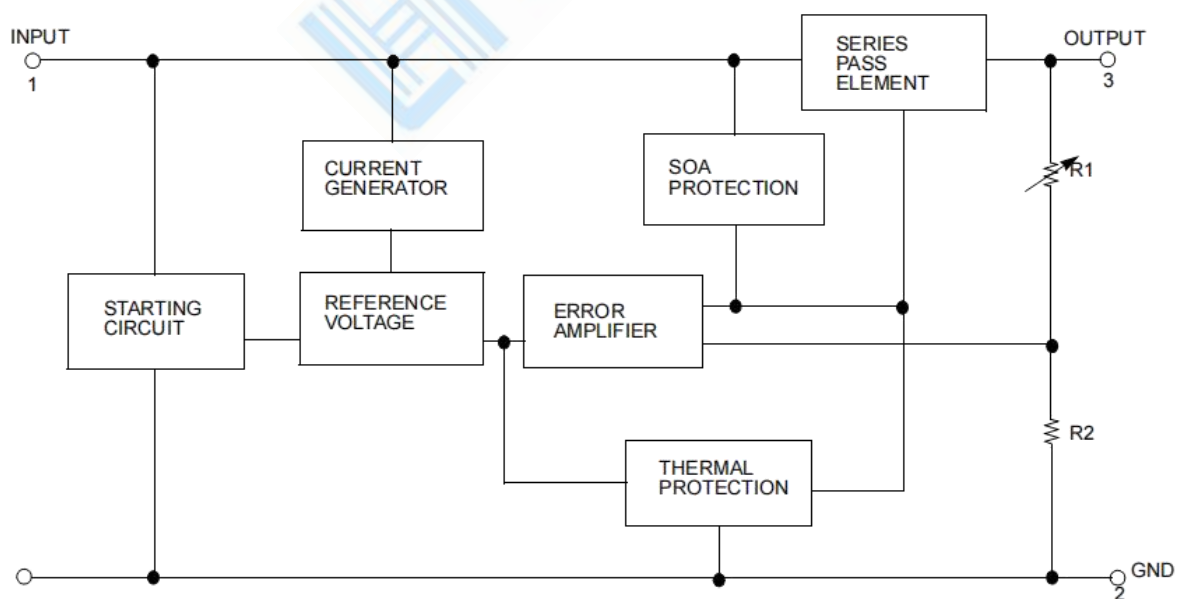 INPUT
1
SERIES
PASS
ELEMENT
OUTPUT
3
CURRENT
GENERATOR
SOA
PROTECTION
R1
STARTING
CIRCUIT
REFERENCE
VOLTAGE
ERROR
AMPLIFIER
R2
THERMAL
PROTECTION
GND
2